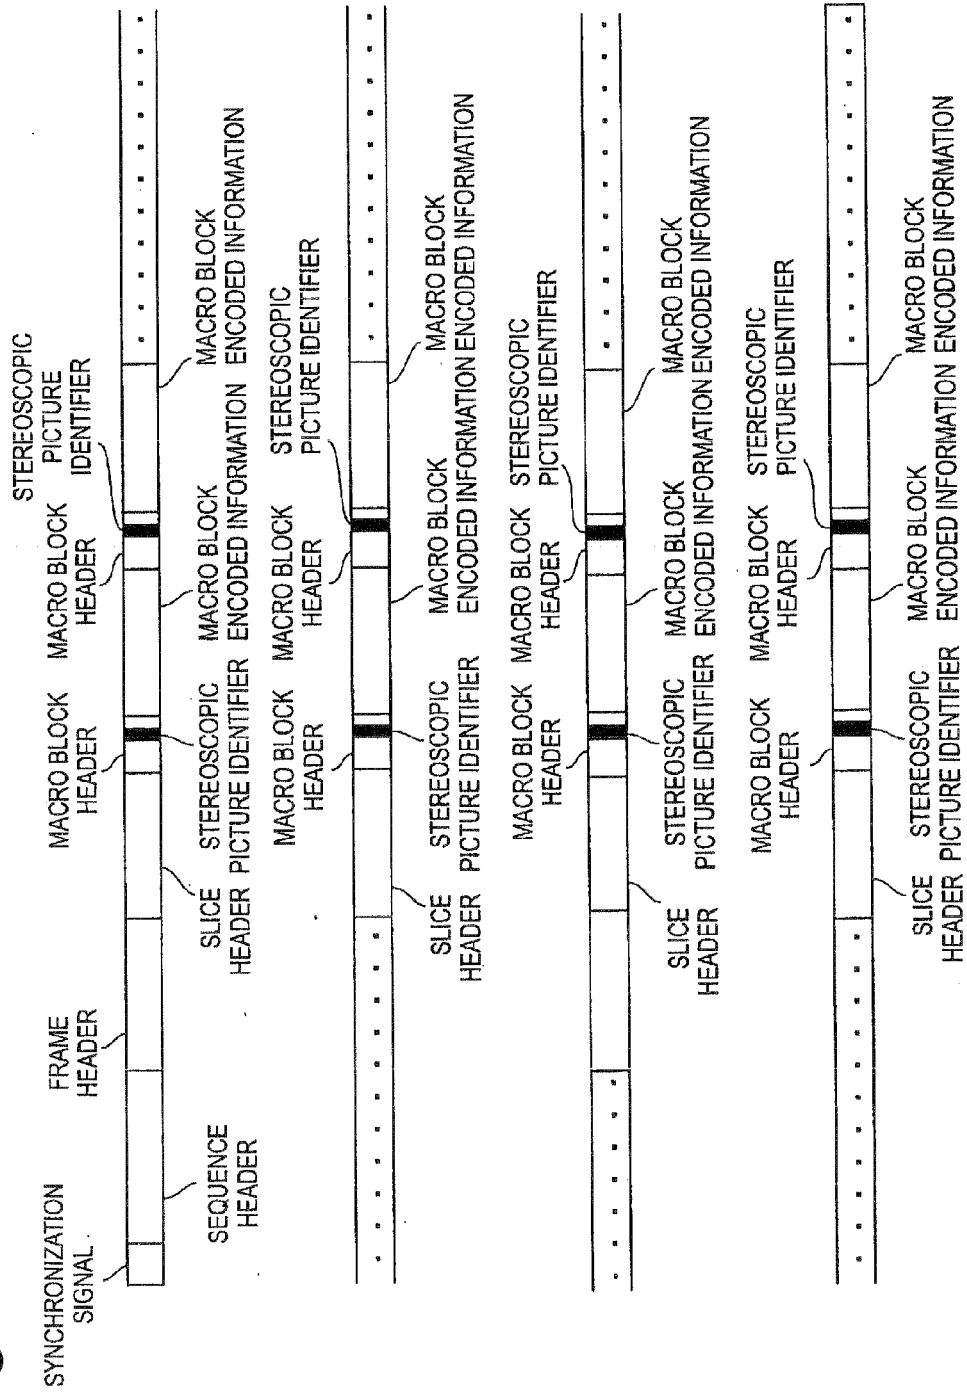 SYNCHRONIZATION
SIGNAL
FRAME
HEADER
MACRO BLOCK
HEADER
MACRO BLOCK
HEADER
STEREOSCOPIC
PICTURE
IDENTIFIER
SEQUENCE
HEADER
SLICE
HEADER
STEREOSCOPIC
PICTURE IDENTIFIER
MACRO BLOCK
ENCODED INFORMATION
MACRO BLOCK
ENCODED INFORMATION
MACRO BLOCK
HEADER
MACRO BLOCK
HEADER
STEREOSCOPIC
PICTURE IDENTIFIER
SLICE
HEADER
STEREOSCOPIC
PICTURE IDENTIFIER
MACRO BLOCK
ENCODED INFORMATION
MACRO BLOCK
ENCODED INFORMATION
MACRO BLOCK
HEADER
MACRO BLOCK
HEADER
STEREOSCOPIC
PICTURE IDENTIFIER
SLICE
HEADER
STEREOSCOPIC
PICTURE IDENTIFIER
MACRO BLOCK
ENCODED INFORMATION
MACRO BLOCK
ENCODED INFORMATION
MACRO BLOCK
HEADER
MACRO BLOCK
HEADER
STEREOSCOPIC
PICTURE IDENTIFIER
SLICE
HEADER
STEREOSCOPIC
PICTURE IDENTIFIER
MACRO BLOCK
ENCODED INFORMATION
MACRO BLOCK
ENCODED INFORMATION